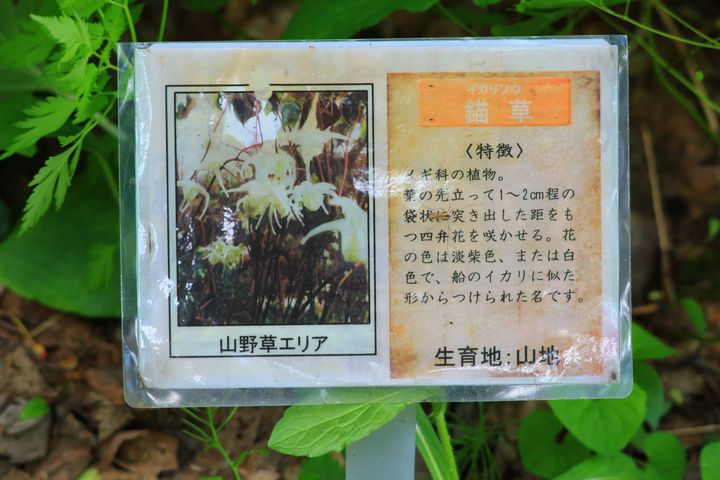 山野草エリア
イカリソウ
錨草
〈特徴〉
メギ科の植物。
葉の先立って1~2cm程の
袋状に突き出した距をも
つ四弁花を咲かせる。花
の色は淡柴色、または白
色で、船のイカリに似た
形からつけられた名です。
生育地:山地